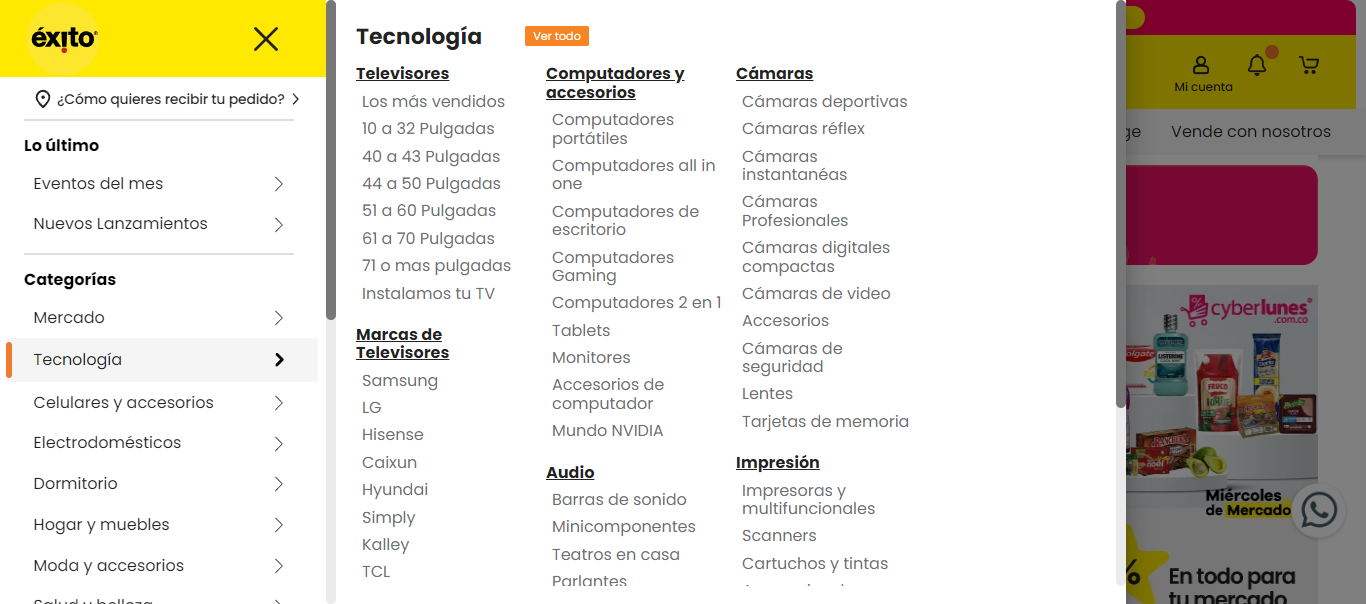 éxito
¿Cómo quieres recibir tu pedido?
Lo último
Eventos del mes
Nuevos Lanzamientos
Categorías
Mercado
Tecnología
Celulares y accesorios
Electrodomésticos
Dormitorio
Hogar y muebles
Moda y accesorios
Salud y belleza
Tecnología
Ver todo
Televisores
Los más vendidos
10 a 32 Pulgadas
40 a 43 Pulgadas
44 a 50 Pulgadas
51 a 60 Pulgadas
61 a 70 Pulgadas
71 o mas pulgadas
Instalamos tu TV
Marcas de
Televisores
Samsung
LG
Hisense
Caixun
Hyundai
Simply
Kalley
TCL
Computadores y
accesorios
Computadores
portátiles
Computadores all in
one
Computadores de
escritorio
Computadores
Gaming
Computadores 2 en 1
Tablets
Monitores
Accesorios de
computador
Mundo NVIDIA
Audio
Barras de sonido
Minicomponentes
Teatros en casa
Parlantes
Cámaras
Cámaras deportivas
Cámaras réflex
Cámaras
instantanéas
Cámaras
Profesionales
Cámaras digitales
compactas
Cámaras de video
Accesorios
Cámaras de
seguridad
Lentes
Tarjetas de memoria
Impresión
Impresoras y
multifuncionales
Scanners
Cartuchos y tintas
Mi cuenta
Vende con nosotros
cyberlunes
.com.co
Colgate
LISTERINE
FRUCO
RANCHERA
Miércoles
de Mercado
%
En todo para
tu mercado